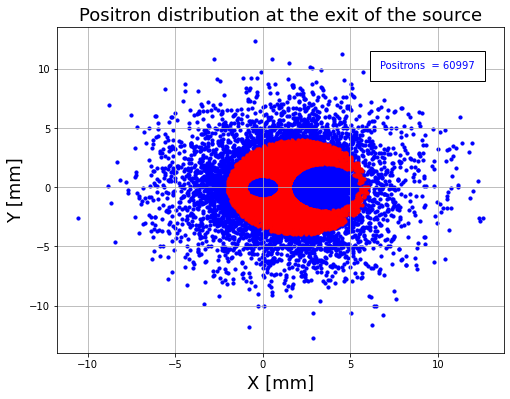 Positron distribution at the exit of the source
Positrons  = 60997
10
5
0
−5
−10
Y [mm]
−10
−5
0
5
10
X [mm]